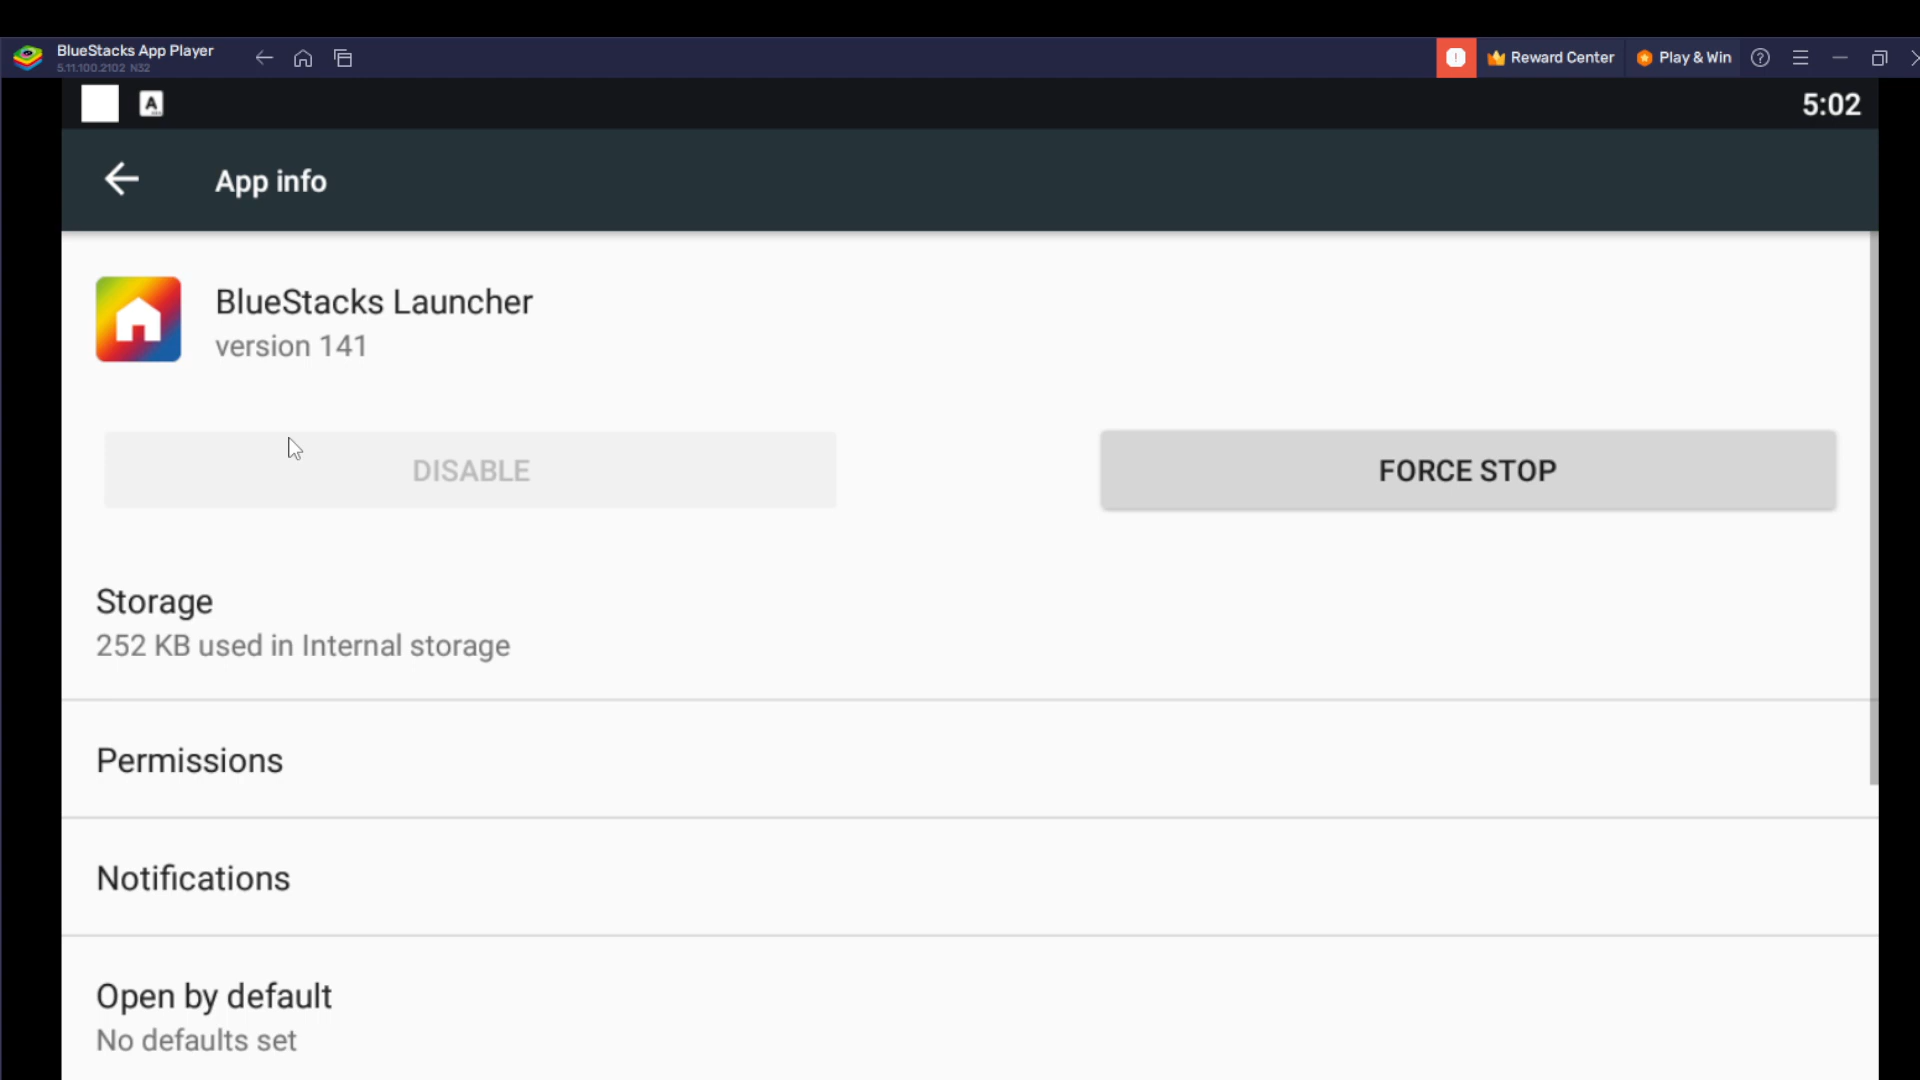 BlueStacks App Player
5.11.100.2102 N32
Reward Center
Play & Win
A
5:02
App info
BlueStacks Launcher
version 141
DISABLE
FORCE STOP
Storage
252 KB used in Internal storage
Permissions
Notifications
Open by default
No defaults set